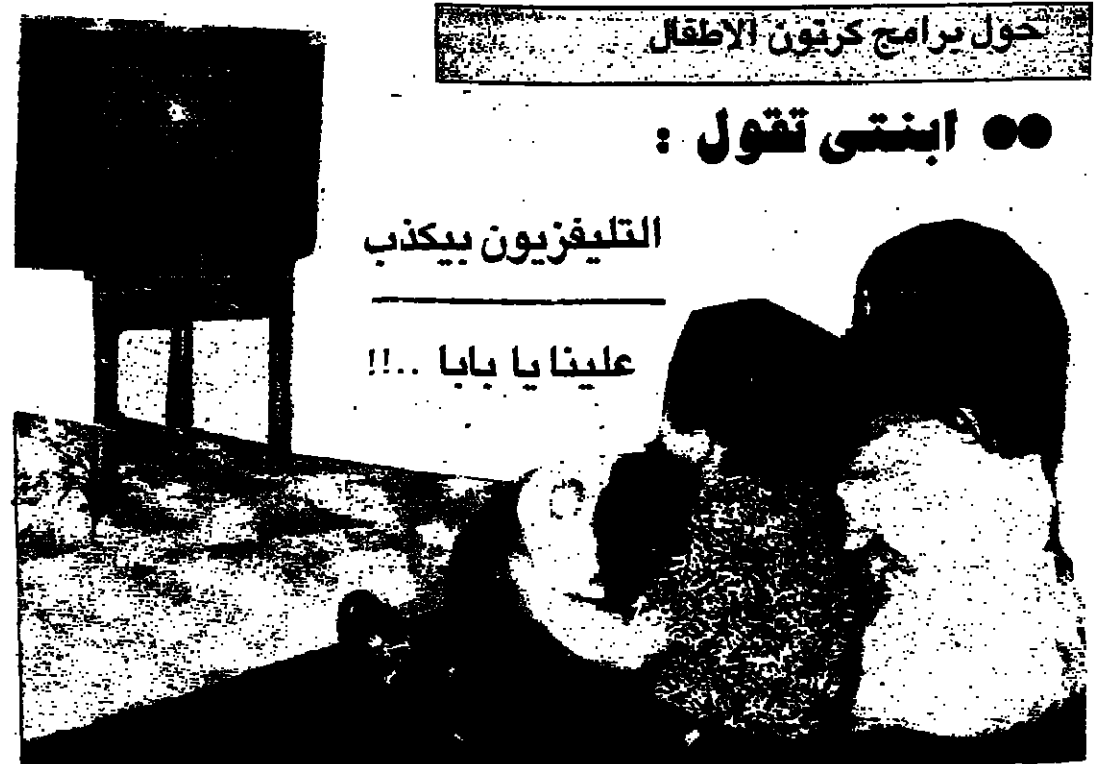 حول برامج كرتون الاطفال
●● ابنتى تقول :
التليفزيون بيكذب
علينا يا بابا ..!!